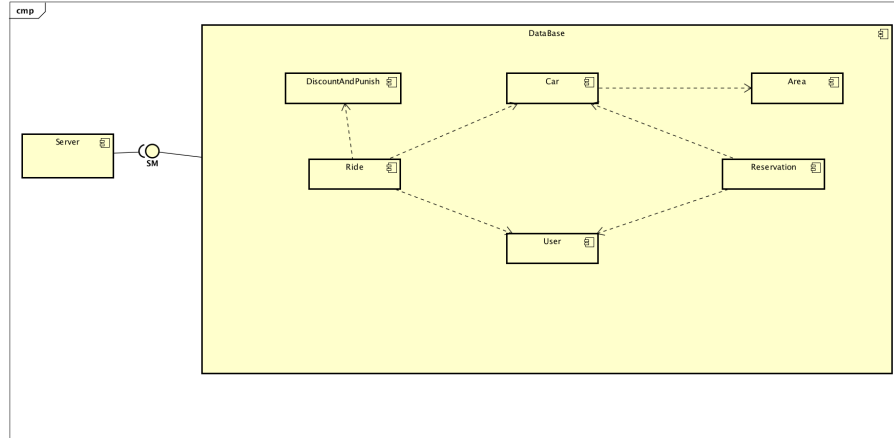 cmp
DataBase
DiscountAndPunish
Car
Area
Server
SM
Ride
Reservation
User